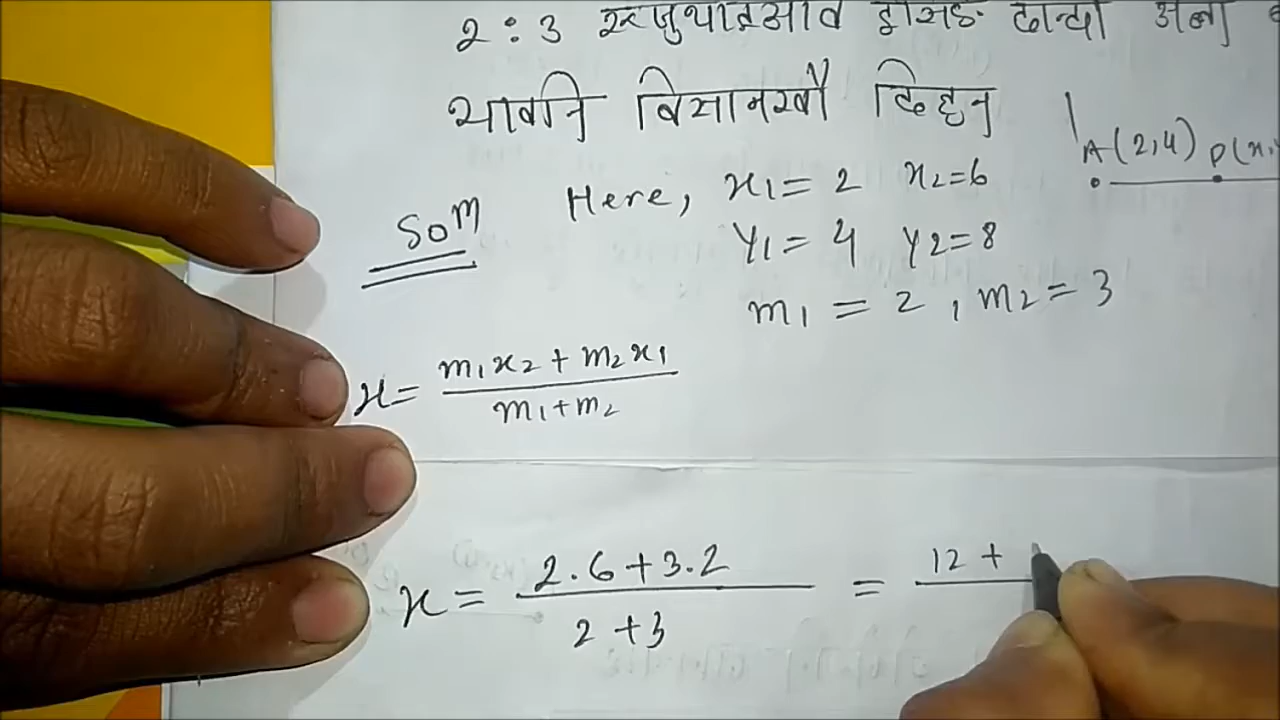 2 : 3
थावनि बिसानखौ दिहुन
A(2,4) P(x,
Som Here, x1 = 2 x2=6
y1 = 4 y2=8
m1 = 2 , m2 = 3
x= m1x2 + m2x1
m1+m2
x = 2.6+3.2 = 12 +
2+3